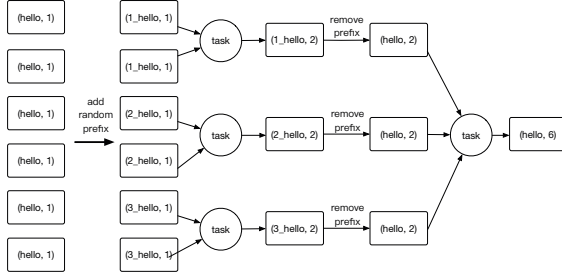 (hello, 1)
(hello, 1)
(hello, 1)
(hello, 1)
(hello, 1)
(hello, 1)
add
random
prefix
(1_hello, 1)
(1_hello, 1)
(2_hello, 1)
(2_hello, 1)
(3_hello, 1)
(3_hello, 1)
task
task
task
(1_hello, 2)
(2_hello, 2)
(3_hello, 2)
remove
prefix
remove
prefix
remove
prefix
(hello, 2)
(hello, 2)
(hello, 2)
task
(hello, 6)